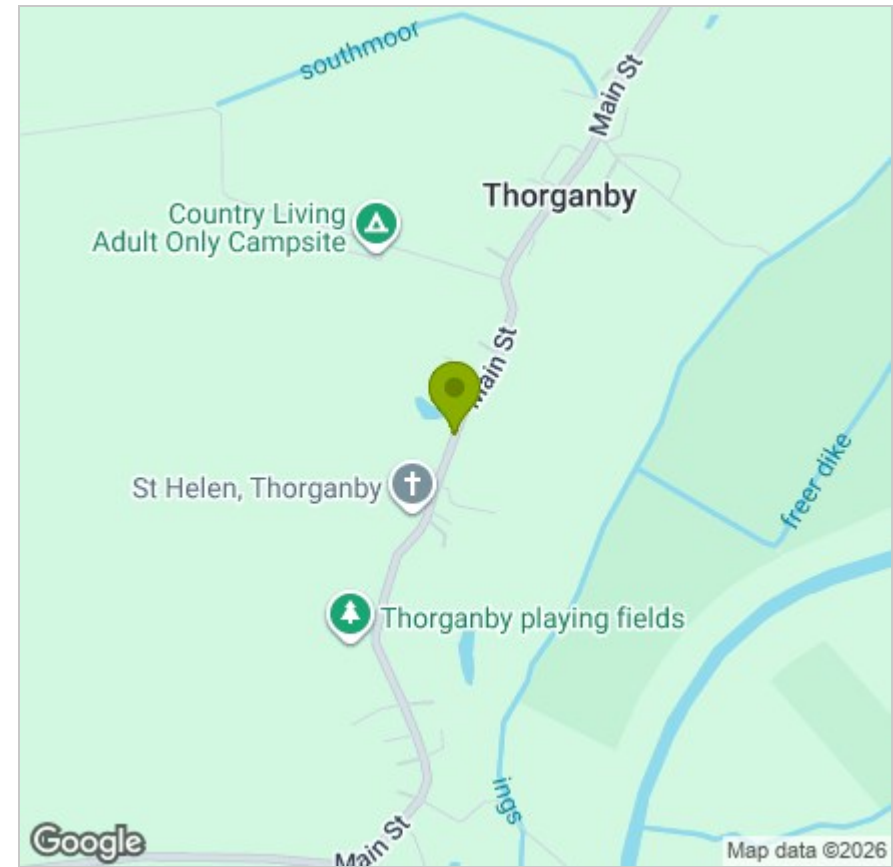 southmoor
Main St
Thorganby
Country Living
Adult Only Campsite
Main St
St Helen, Thorganby
freer dike
Thorganby playing fields
ings
Main St
Google
Map data ©2026